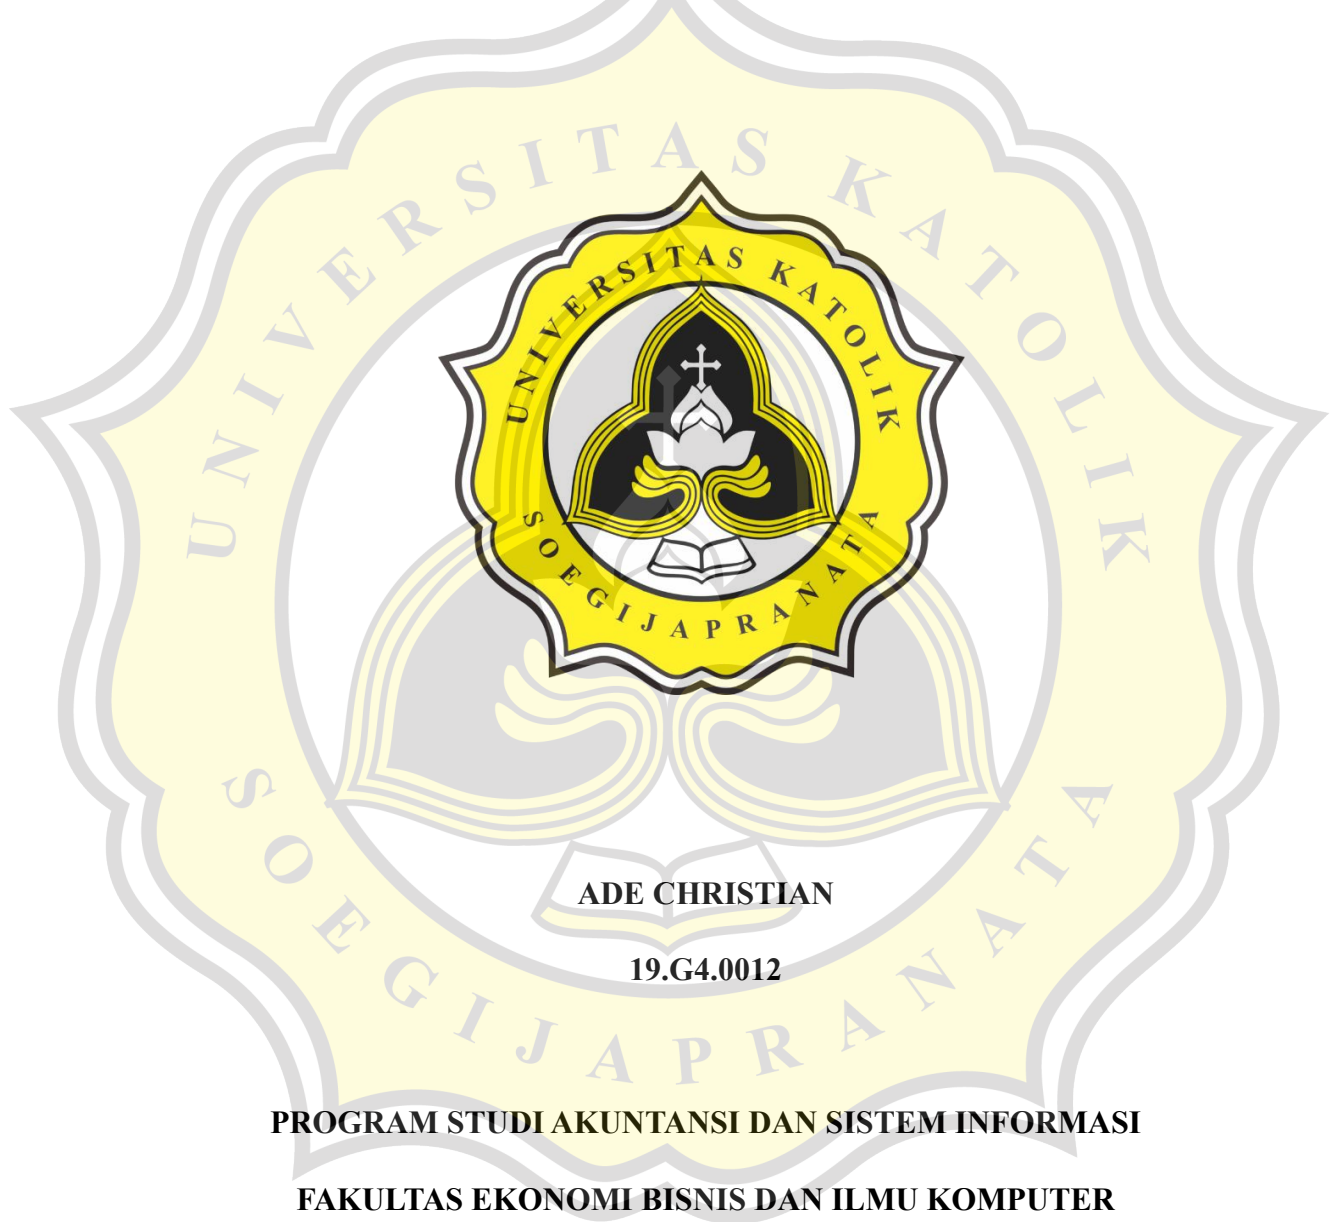 UNIVERSITAS KATOLIK
SOEGIJAPRANATA
UNIVERSITAS KATOLIK
SOEGIJAPRANATA
ADE CHRISTIAN
19.G4.0012
PROGRAM STUDI AKUNTANSI DAN SISTEM INFORMASI
FAKULTAS EKONOMI BISNIS DAN ILMU KOMPUTER